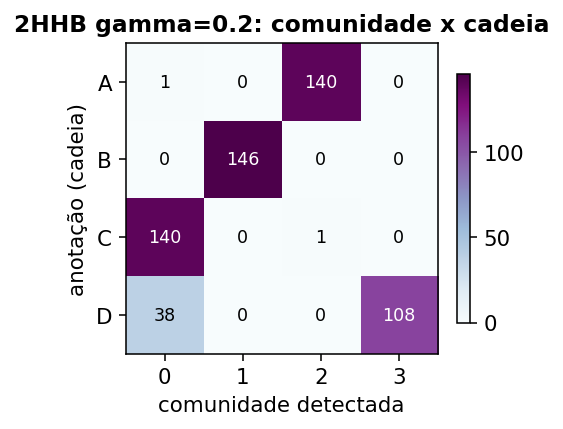 2HHB gamma=0.2: comunidade x cadeia
anotação (cadeia)
A 1 0 140 0
B 0 146 0 0
C 140 0 1 0
D 38 0 0 108
0 1 2 3
comunidade detectada
100
50
0